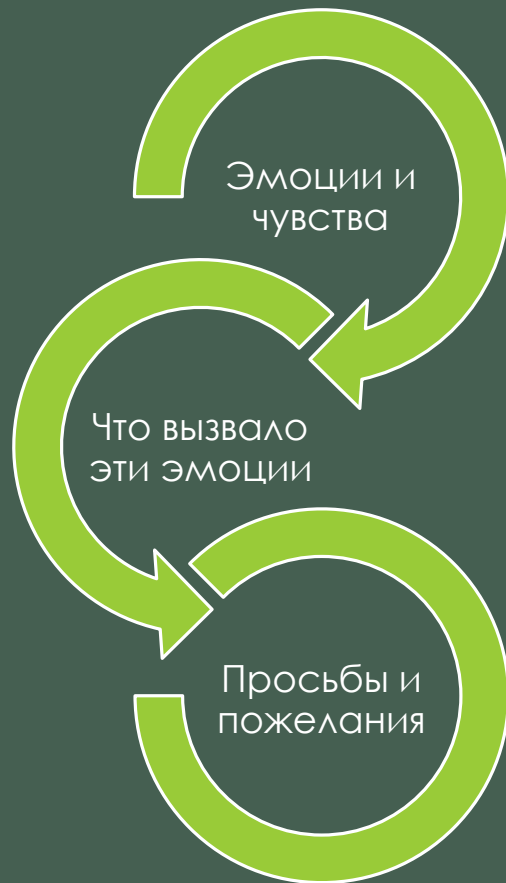 Эмоции и
чувства
Что вызвало
эти эмоции
Просьбы и
пожелания